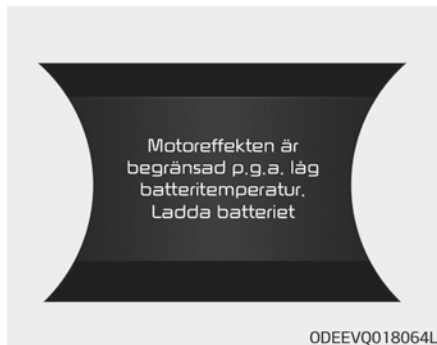 Motoreffekten är
begränsad p.g.a. låg
batteritemperatur.
Ladda batteriet
ODEEVQ018064L